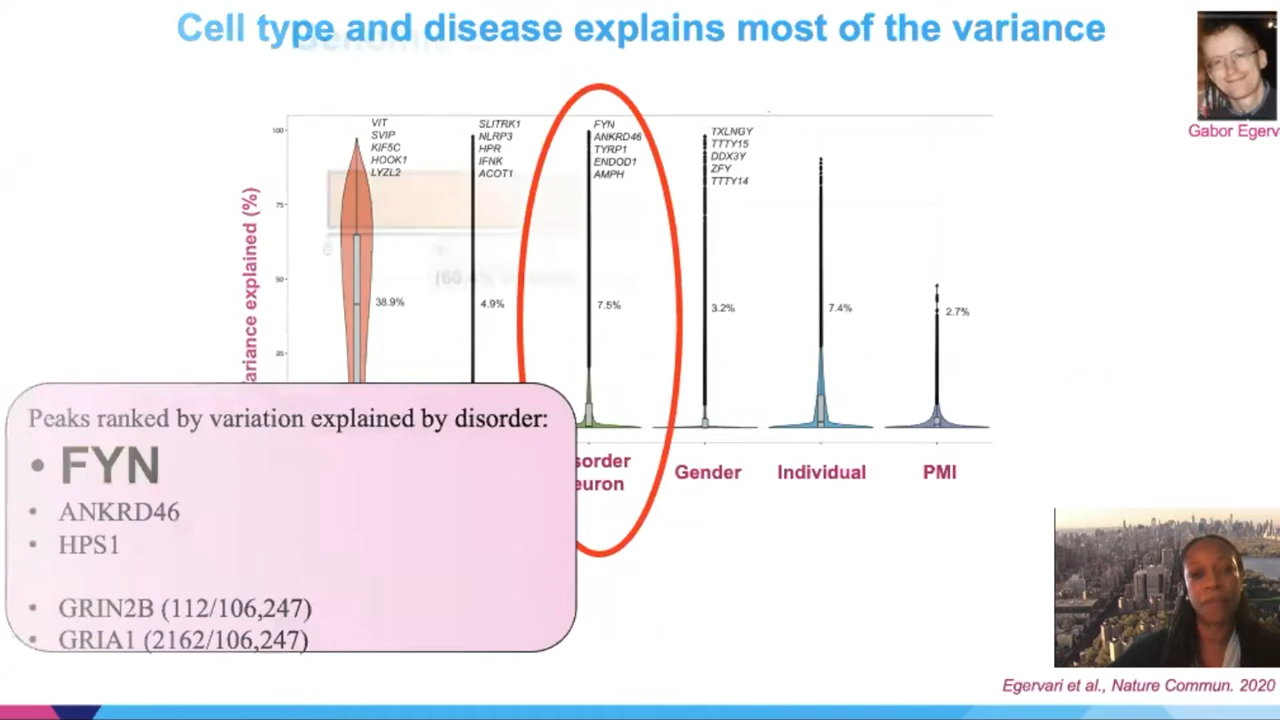 Cell type and disease explains most of the variance
Gabor Egerv
100
75
50
25
ariance explained (%)
VIT
SVIP
KIF5C
HOOK1
LYZL2
38.9%
SLITRK1
NLRP3
HPR
IFNK
ACOT1
4.9%
FYN
ANKRD46
TYRP1
ENDOD1
AMPH
7.5%
TXLNGY
TTTY15
DDX3Y
ZFY
TTTY14
3.2%
7.4%
2.7%
sorder
euron
Gender
Individual
PMI
Peaks ranked by variation explained by disorder:
• FYN
• ANKRD46
• HPS1
• GRIN2B (112/106,247)
• GRIA1 (2162/106,247)
Egervari et al., Nature Commun. 2020